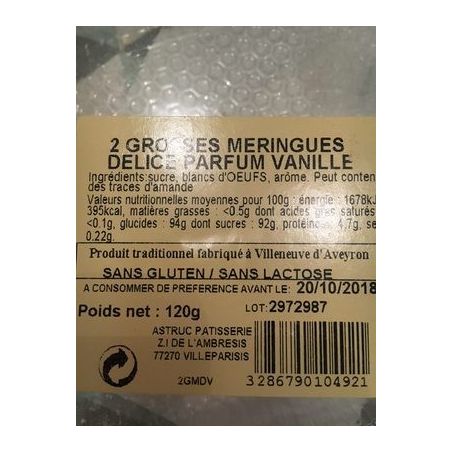 2 GROSSES MERINGUES
DELICE PARFUM VANILLE
Ingrédients:sucre, blancs d'OEUFS, arôme. Peut conten
des traces d'amande
Valeurs nutritionnelles moyennes pour 100g : énergie : 1678kJ
395kcal, matières grasses : <0.5g dont acides gras saturés
<0.1g, glucides : 94g dont sucres : 92g, protéines : 4.7g, se
0.22g.
Produit traditionnel fabriqué à Villeneuve d'Aveyron
SANS GLUTEN / SANS LACTOSE
A CONSOMMER DE PREFERENCE AVANT LE: 20/10/2018
Poids net : 120g
LOT: 2972987
ASTRUC PATISSERIE
Z.I DE L'AMBRESIS
77270 VILLEPARISIS
2GMDV
3286790104921